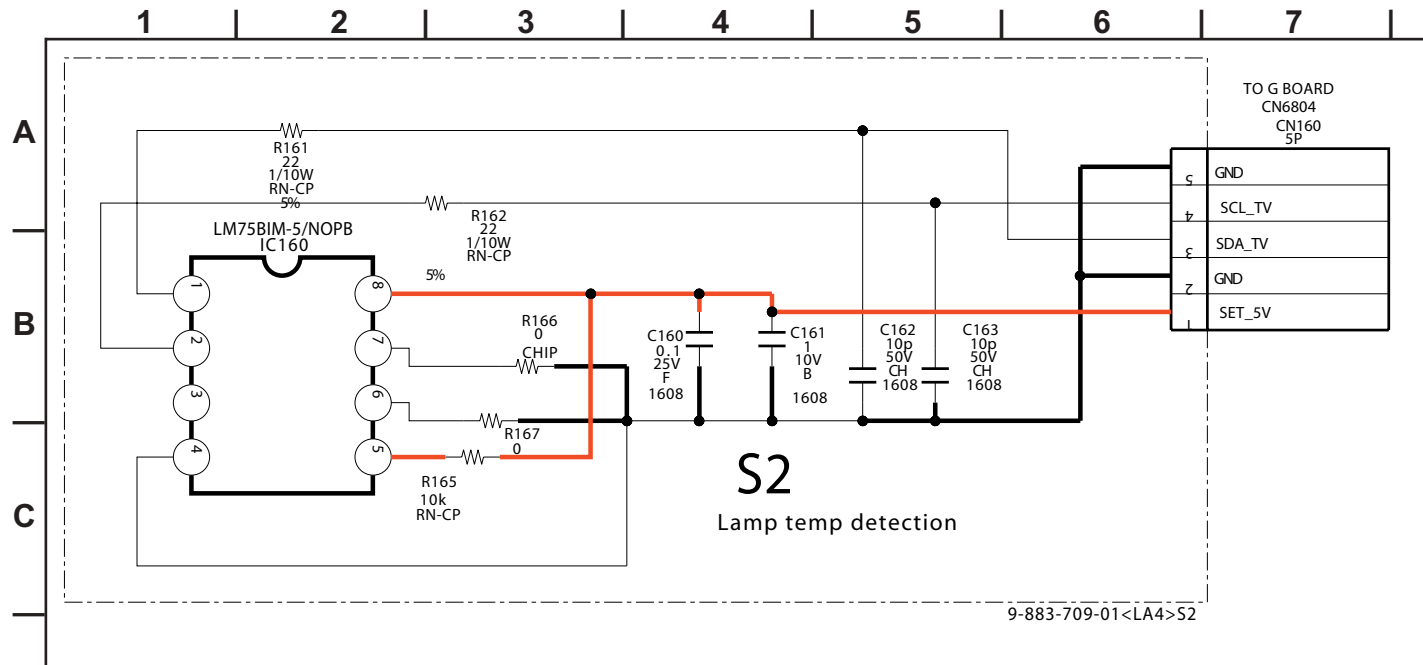 1 2 3 4 5 6 7
A
B
C
TO G BOARD
CN6804
CN160
5P
5 GND
4 SCL_TV
3 SDA_TV
2 GND
1 SET_5V
R161
22
1/10W
RN-CP
5%
R162
22
1/10W
RN-CP
5%
LM75BIM-5/NOPB
IC160
1
2
3
4
8
7
6
5
R166
0
CHIP
R167
0
R165
10k
RN-CP
C160
0.1
25V
F
1608
C161
1
10V
B
1608
C162
10p
50V
CH
1608
C163
10p
50V
CH
1608
S2
Lamp temp detection
9-883-709-01<LA4>S2